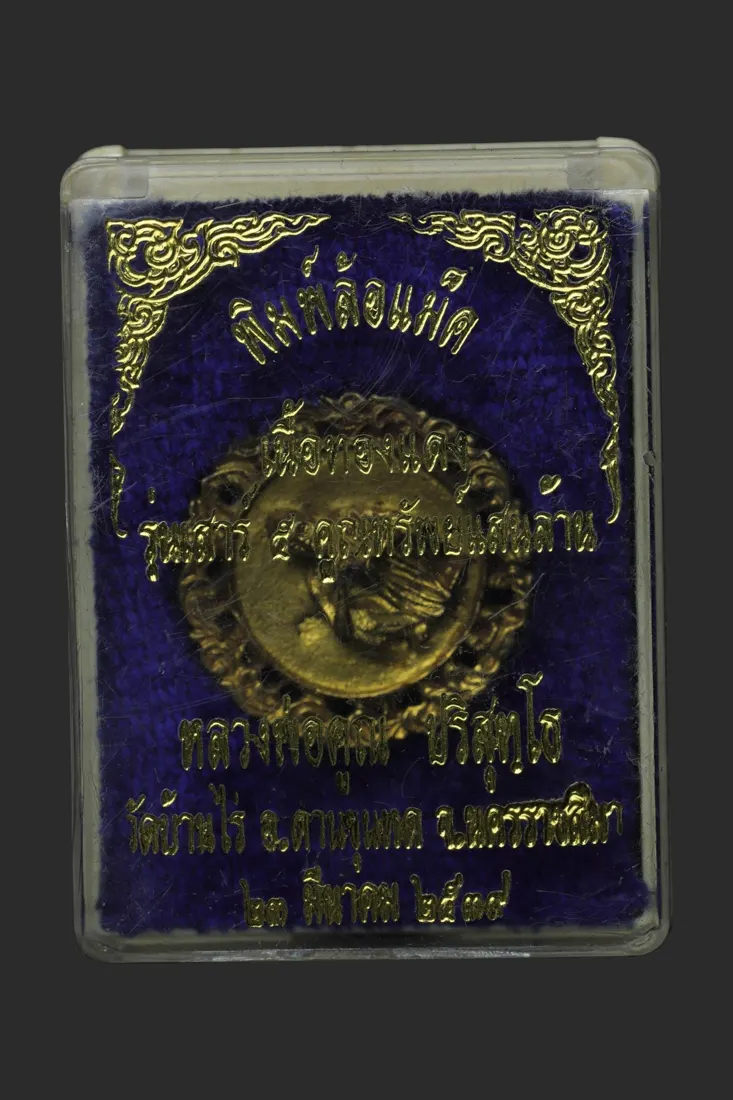 พิมพ์ล้อแม็ค
เนื้อทองแดง
รุ่นเสาร์ ๕ คูณทรัพย์แสนล้าน
หลวงพ่อคูณ ปริสุทฺโธ
วัดบ้านไร่ อ.ด่านขุนทด จ.นครราชสีมา
๒๓ มีนาคม ๒๕๓๙